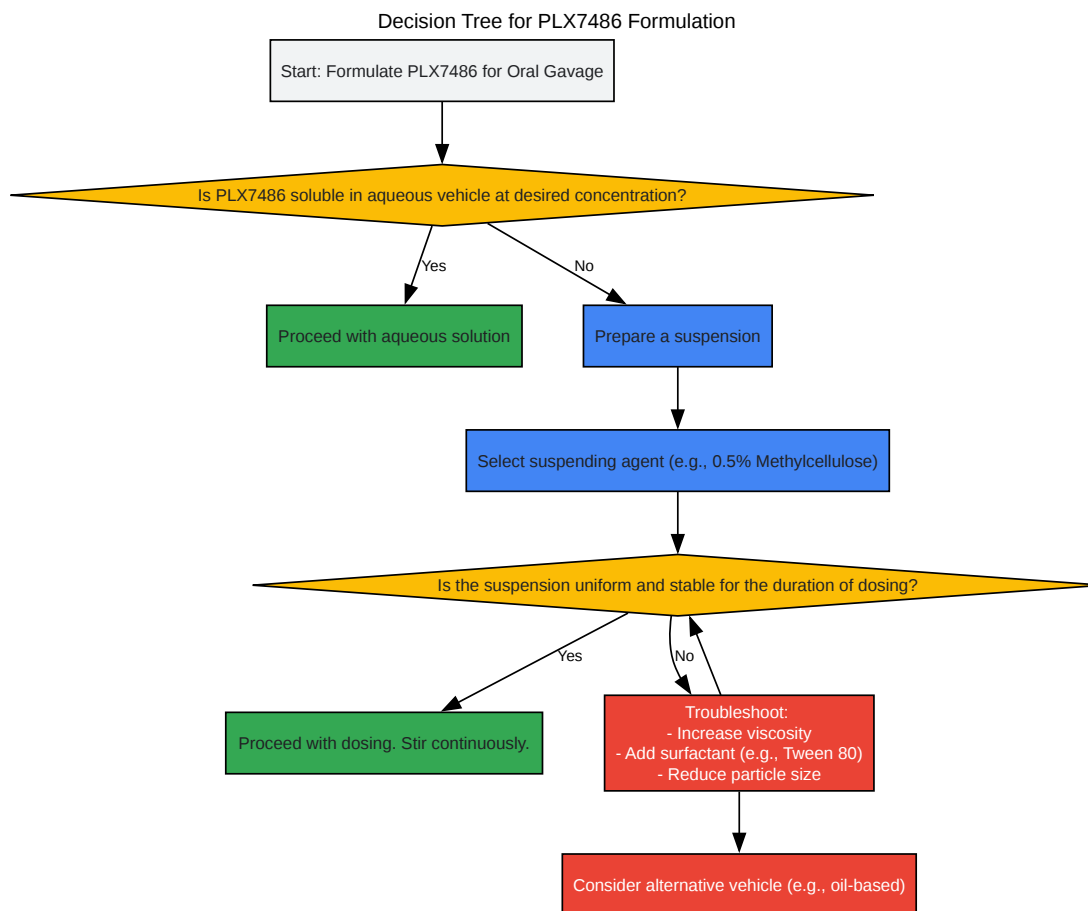 Decision Tree for PLX7486 Formulation
Start: Formulate PLX7486 for Oral Gavage
Is PLX7486 soluble in aqueous vehicle at desired concentration?
Yes
No
Proceed with aqueous solution
Prepare a suspension
Select suspending agent (e.g., 0.5% Methylcellulose)
Is the suspension uniform and stable for the duration of dosing?
Yes
No
Proceed with dosing. Stir continuously.
Troubleshoot:
- Increase viscosity
- Add surfactant (e.g., Tween 80)
- Reduce particle size
Consider alternative vehicle (e.g., oil-based)